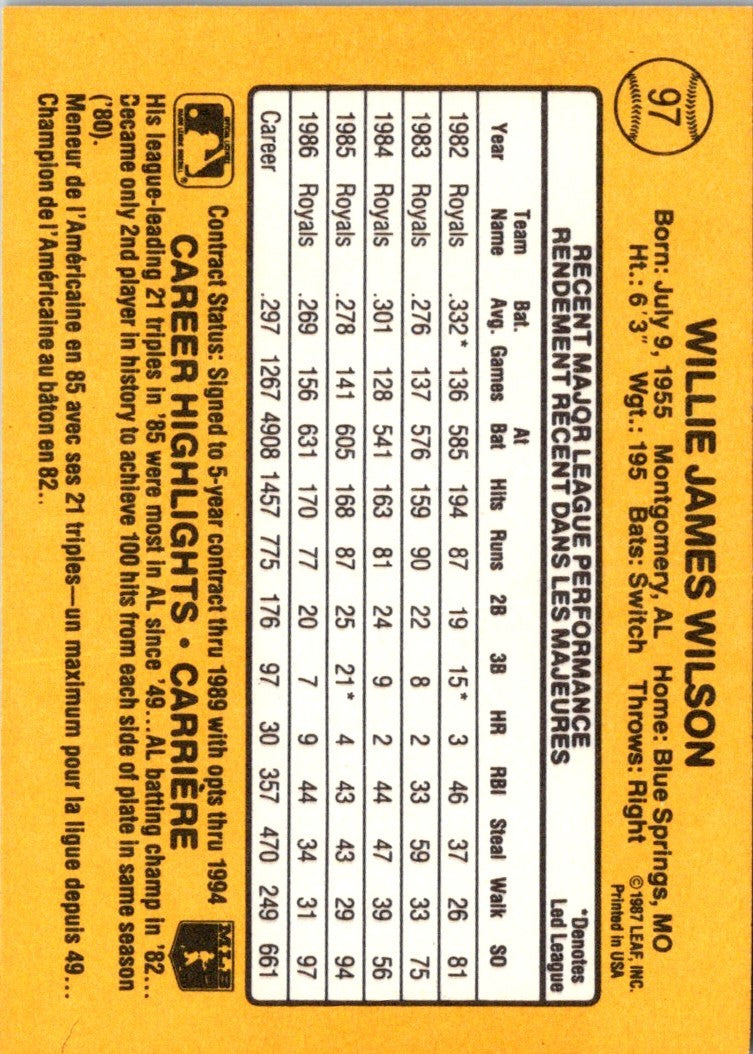 97
WILLIE JAMES WILSON
Born: July 9, 1955 Montgomery, AL Home: Blue Springs, MO
Ht.: 6'3" Wgt.: 195 Bats: Switch Throws: Right
©1987 LEAF, INC.
Printed in USA
RECENT MAJOR LEAGUE PERFORMANCE
RENDEMENT RÉCENT DANS LES MAJEURES
*Denotes
Led League
Year Team Name Bat. Avg. Games At Bat Hits Runs 2B 3B HR RBI Steal Walk SO
1982 Royals .332* 136 585 194 87 19 15* 3 46 37 26 81
1983 Royals .276 137 576 159 90 22 8 2 33 59 33 75
1984 Royals .301 128 541 163 81 24 9 2 44 47 39 56
1985 Royals .278 141 605 168 87 25 21* 4 43 43 29 94
1986 Royals .269 156 631 170 77 20 7 9 44 34 31 97
Career .297 1267 4908 1457 775 176 97 30 357 470 249 661
Contract Status: Signed to 5-year contract thru 1989 with opts thru 1994
CAREER HIGHLIGHTS • CARRIÈRE
MLB
His league-leading 21 triples in '85 were most in AL since '49...AL batting champ in '82...
Became only 2nd player in history to achieve 100 hits from each side of plate in same season
('80).
Meneur de l'Américaine en 85 avec ses 21 triples—un maximum pour la ligue depuis 49...
Champion de l'Américaine au bâton en 82...